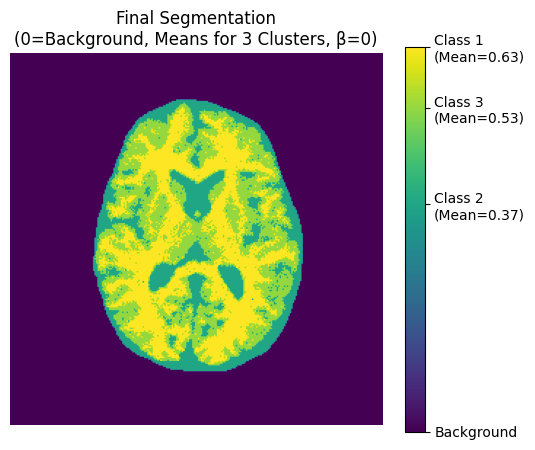 Final Segmentation
(0=Background, Means for 3 Clusters, β=0)
Class 1
(Mean=0.63)
Class 3
(Mean=0.53)
Class 2
(Mean=0.37)
Background